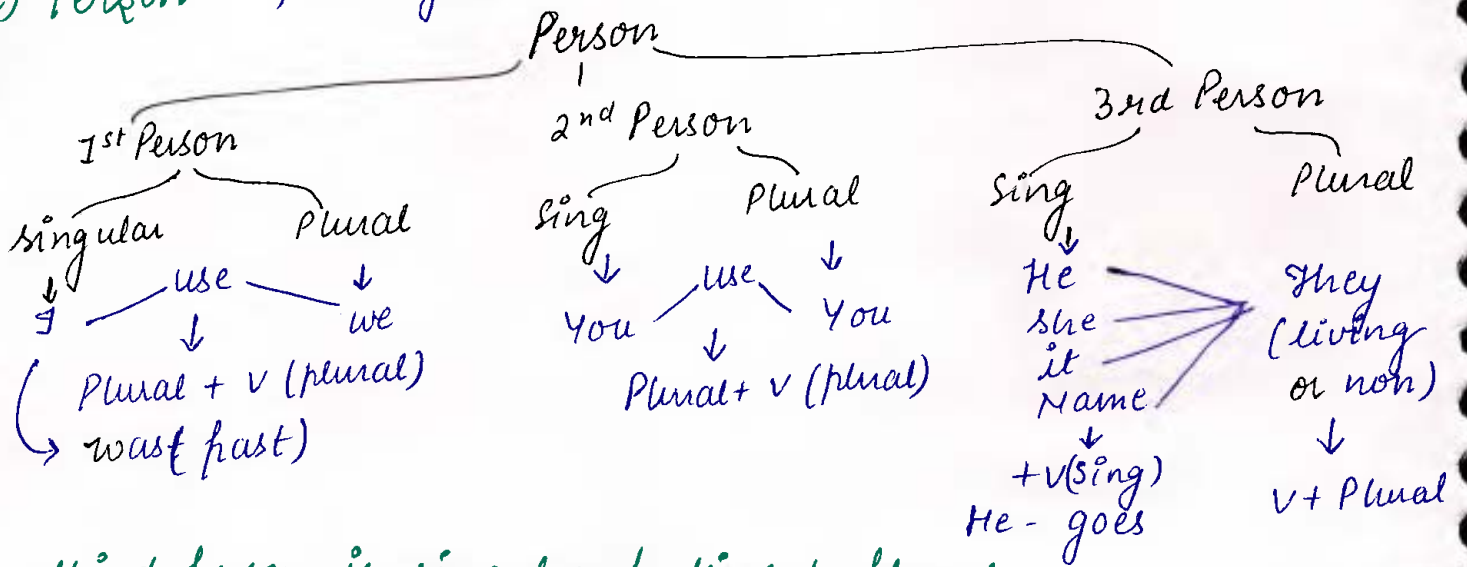 Person
Person
1st Person 2nd Person 3rd Person
Singular Plural Sing Plural Sing Plural
I use we You use You He They
she (living
it or non)
Name
Plural + V (plural) Plural + V (plural)
was (past) +V(sing) V + Plural
He - goes